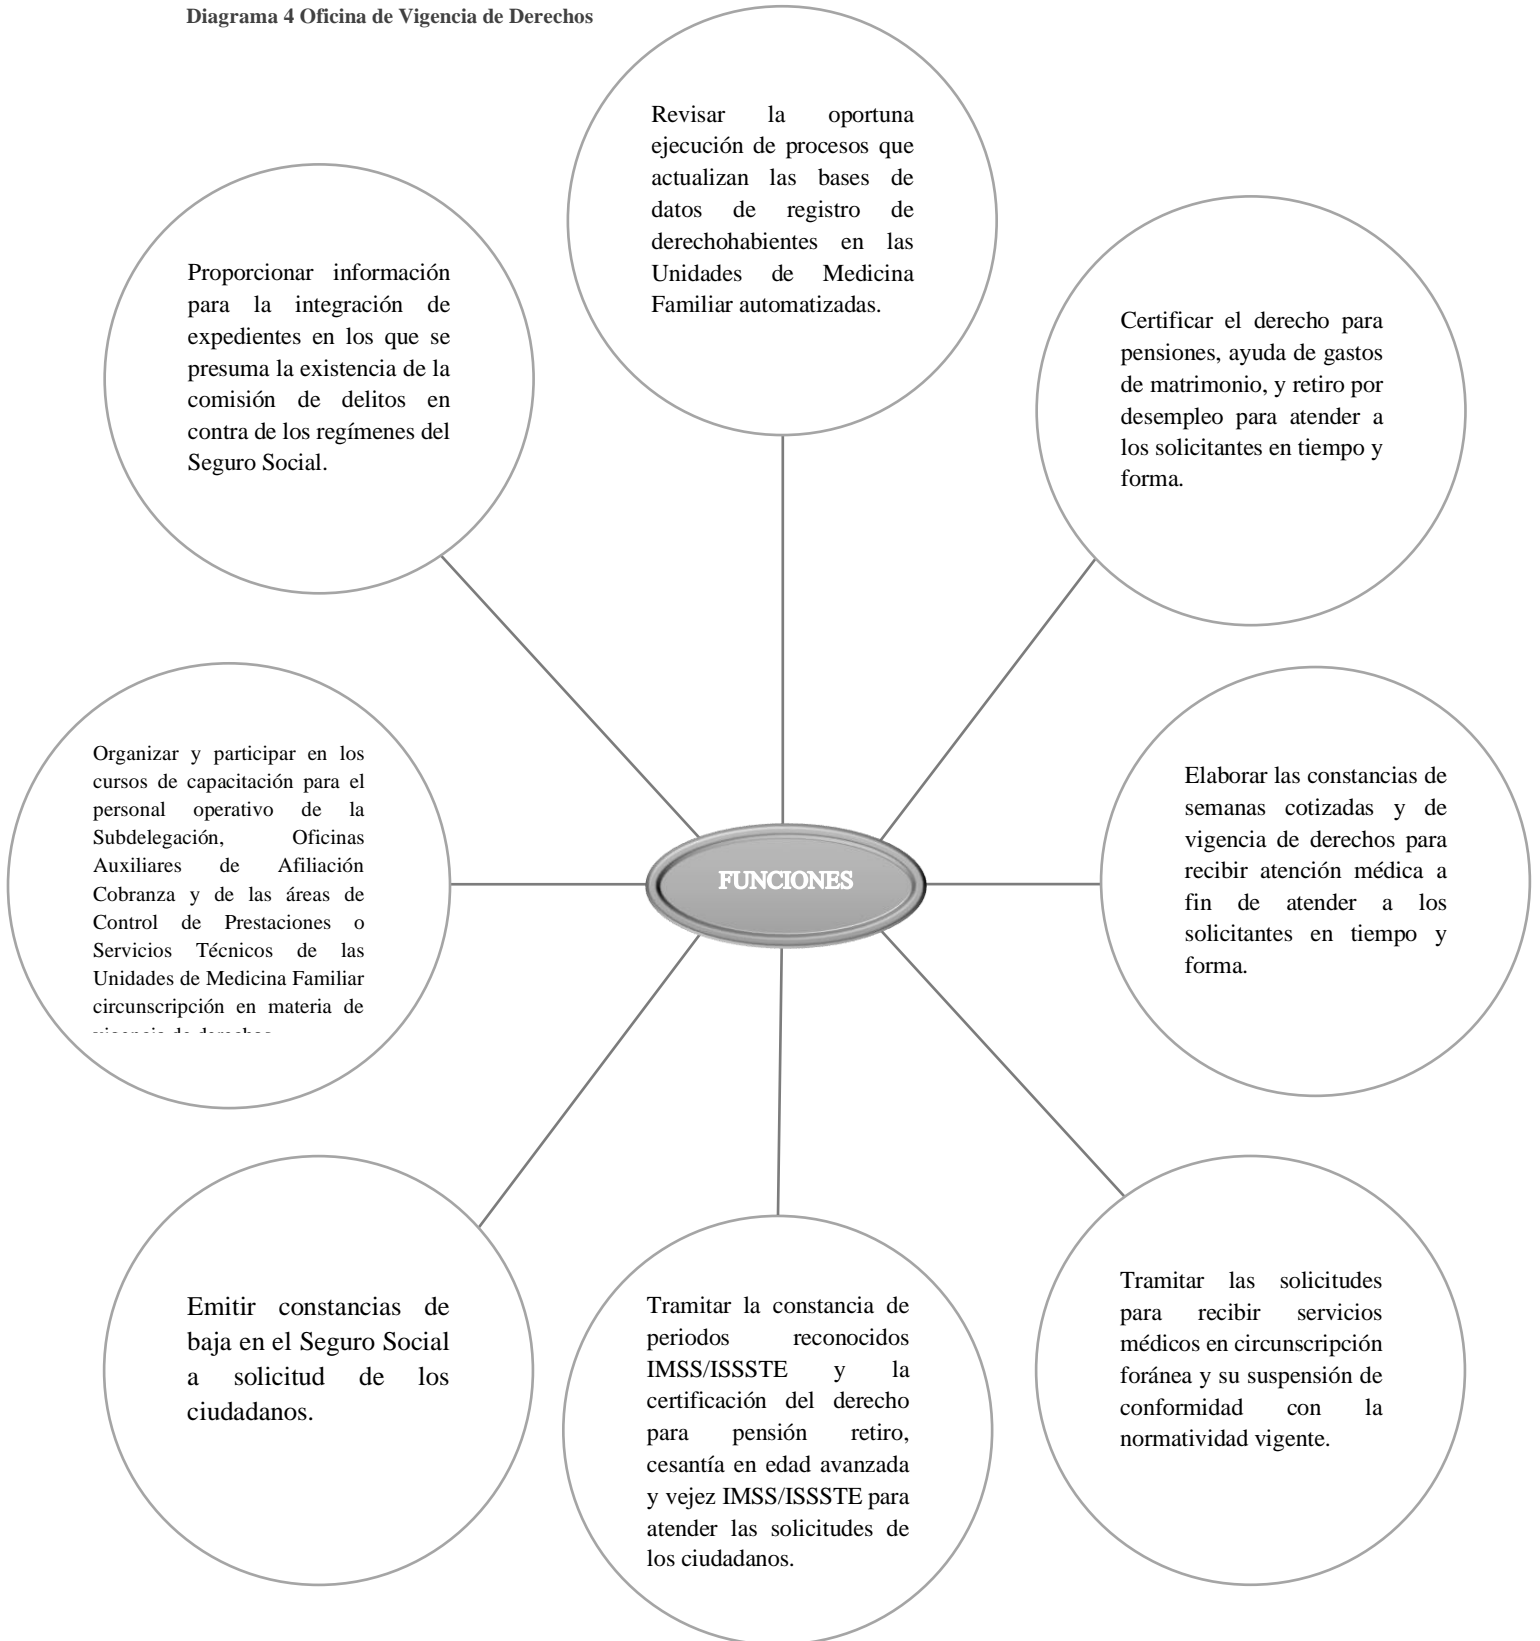 Diagrama 4 Oficina de Vigencia de Derechos
Revisar la oportuna
ejecución de procesos que
actualizan las bases de
datos de registro de
derechohabientes en las
Unidades de Medicina
Familiar automatizadas.
Certificar el derecho para
pensiones, ayuda de gastos
de matrimonio, y retiro por
desempleo para atender a
los solicitantes en tiempo y
forma.
Elaborar las constancias de
semanas cotizadas y de
vigencia de derechos para
recibir atención médica a
fin de atender a los
solicitantes en tiempo y
forma.
Tramitar las solicitudes
para recibir servicios
médicos en circunscripción
foránea y su suspensión de
conformidad con la
normatividad vigente.
Tramitar la constancia de
periodos reconocidos
IMSS/ISSSTE y la
certificación del derecho
para pensión retiro,
cesantía en edad avanzada
y vejez IMSS/ISSSTE para
atender las solicitudes de
los ciudadanos.
Emitir constancias de
baja en el Seguro Social
a solicitud de los
ciudadanos.
Organizar y participar en los
cursos de capacitación para el
personal operativo de la
Subdelegación, Oficinas
Auxiliares de Afiliación
Cobranza y de las áreas de
Control de Prestaciones o
Servicios Técnicos de las
Unidades de Medicina Familiar
circunscripción en materia de
vigencia de derechos
Proporcionar información
para la integración de
expedientes en los que se
presuma la existencia de la
comisión de delitos en
contra de los regímenes del
Seguro Social.
FUNCIONES